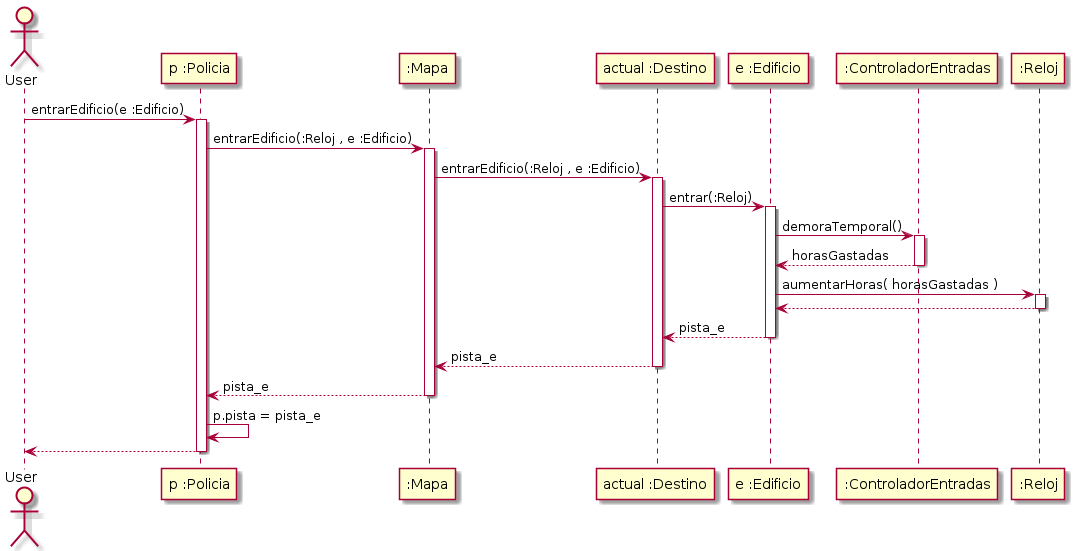 User
p :Policia
:Mapa
actual :Destino
e :Edificio
:ControladorEntradas
:Reloj
entrarEdificio(e :Edificio)
entrarEdificio(:Reloj , e :Edificio)
entrarEdificio(:Reloj , e :Edificio)
entrar(:Reloj)
demoraTemporal()
horasGastadas
aumentarHoras( horasGastadas )
pista_e
pista_e
pista_e
p.pista = pista_e
User
p :Policia
:Mapa
actual :Destino
e :Edificio
:ControladorEntradas
:Reloj